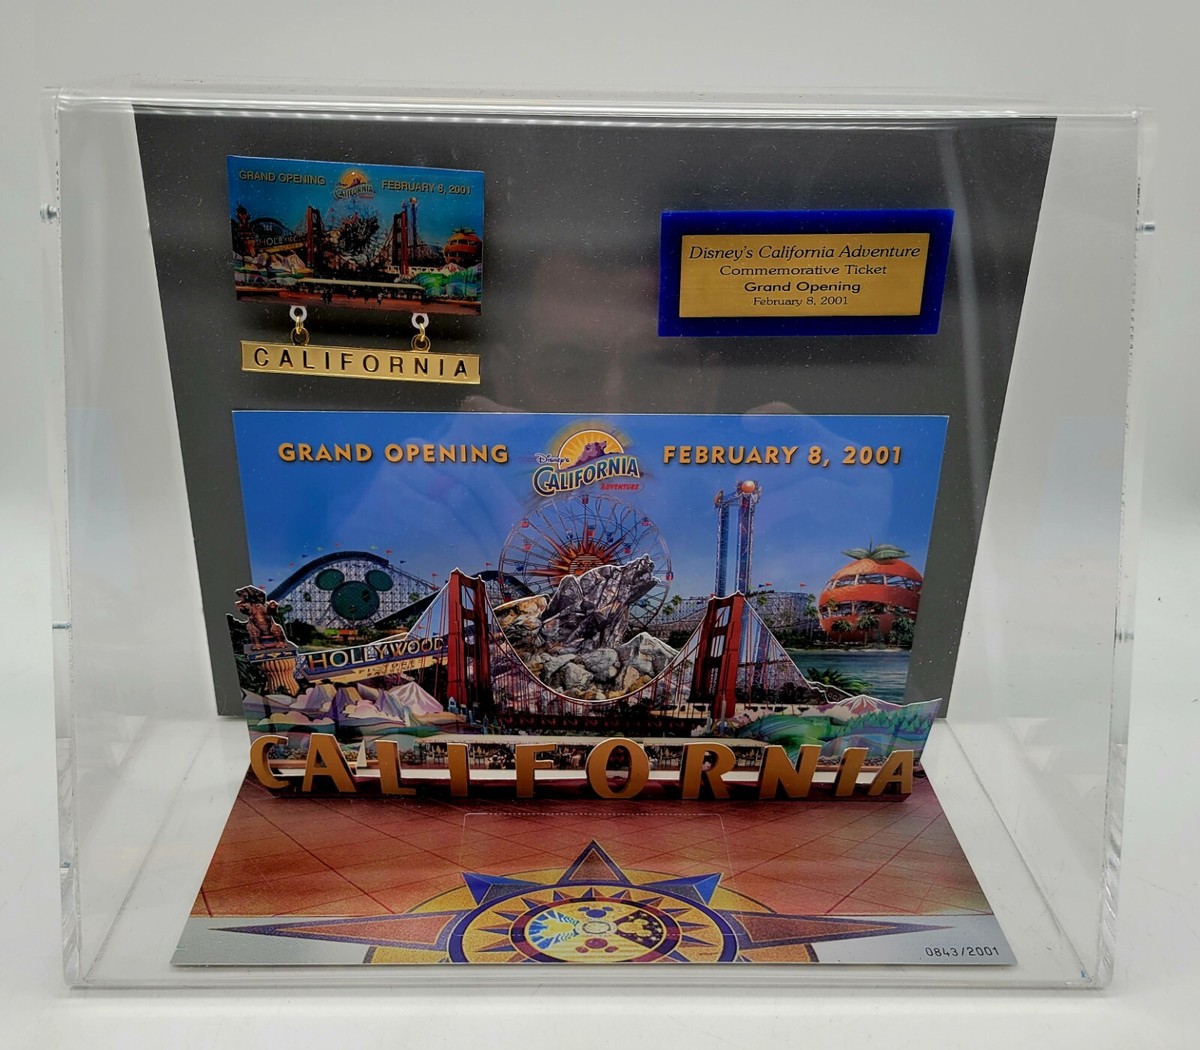 GRAND OPENING
CALIFORNIA
FEBRUARY 8, 2001
CALIFORNIA
Disney's California Adventure
Commemorative Ticket
Grand Opening
February 8, 2001
GRAND OPENING
Disney's
CALIFORNIA
ADVENTURE
FEBRUARY 8, 2001
HOLLYWOOD
CALIFORNIA
0843/2001